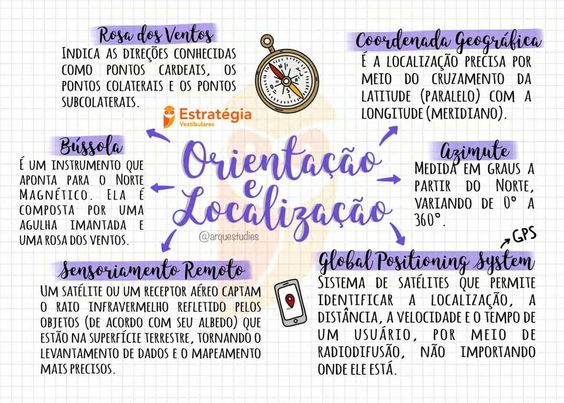 Rosa dos Ventos
INDICA AS DIREÇÕES CONHECIDAS
COMO PONTOS CARDEAIS, OS
PONTOS COLATERAIS E OS PONTOS
SUBCOLATERAIS.
Coordenada Geográfica
É A LOCALIZAÇÃO PRECISA POR
MEIO DO CRUZAMENTO DA
LATITUDE (PARALELO) COM A
LONGITUDE (MERIDIANO).
Estratégia
Vestibulares
Bússola
É UM INSTRUMENTO QUE
APONTA PARA O NORTE
MAGNÉTICO. ELA É
COMPOSTA POR UMA
AGULHA IMANTADA E
UMA ROSA DOS VENTOS.
Orientação
e
Localização
@arquestudies
Azimute
MEDIDA EM GRAUS A
PARTIR DO NORTE,
VARIANDO DE 0° A
360°.
Sensoriamento Remoto
UM SATÉLITE OU UM RECEPTOR AÉREO CAPTAM
O RAIO INFRAVERMELHO REFLETIDO PELOS
OBJETOS (DE ACORDO COM SEU ALBEDO) QUE
ESTÃO NA SUPERFÍCIE TERRESTRE, TORNANDO O
LEVANTAMENTO DE DADOS E O MAPEAMENTO
MAIS PRECISOS.
GPS
Global Positioning System
SISTEMA DE SATÉLITES QUE PERMITE
IDENTIFICAR A LOCALIZAÇÃO, A
DISTÂNCIA, A VELOCIDADE E O TEMPO DE
UM USUÁRIO, POR MEIO DE
RADIODIFUSÃO, NÃO IMPORTANDO
ONDE ELE ESTÁ.